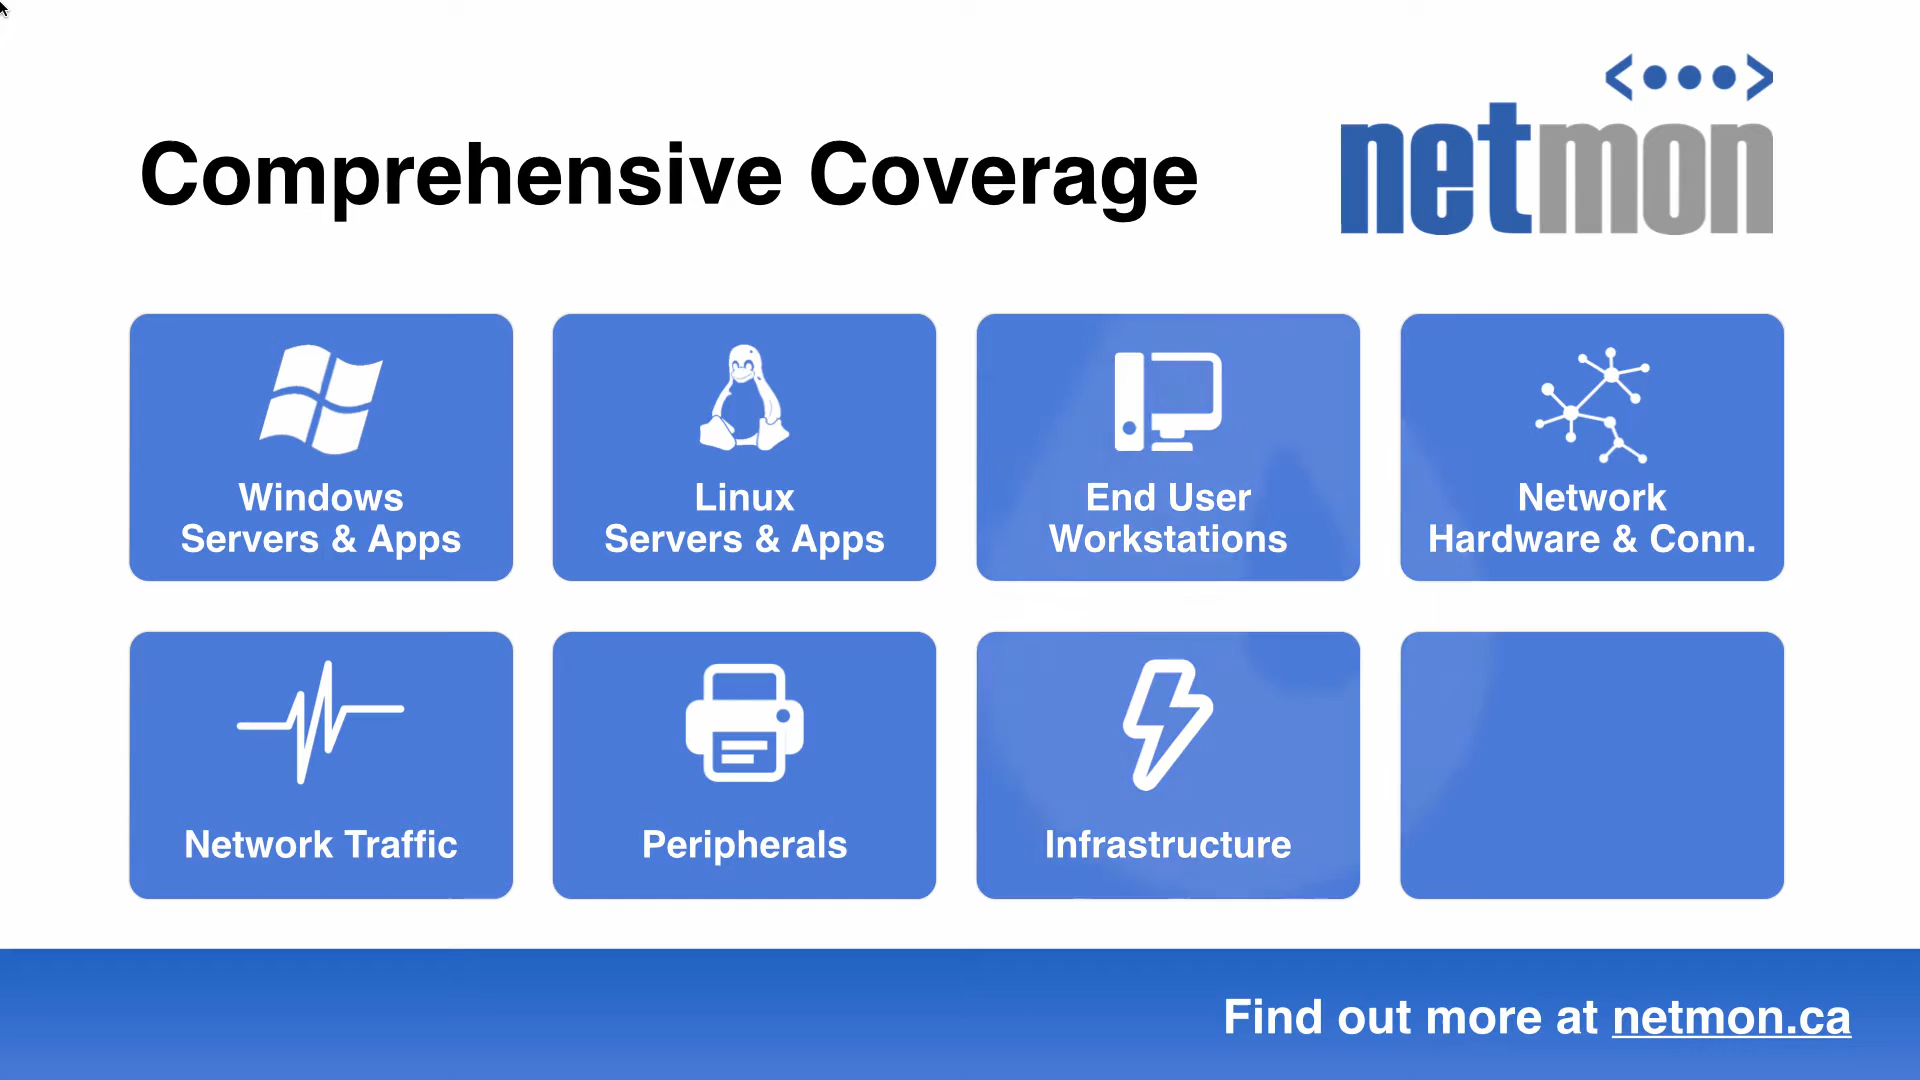 netmon
Comprehensive Coverage
Windows
Servers & Apps
Linux
Servers & Apps
End User
Workstations
Network
Hardware & Conn.
Network Traffic
Peripherals
Infrastructure
Find out more at netmon.ca